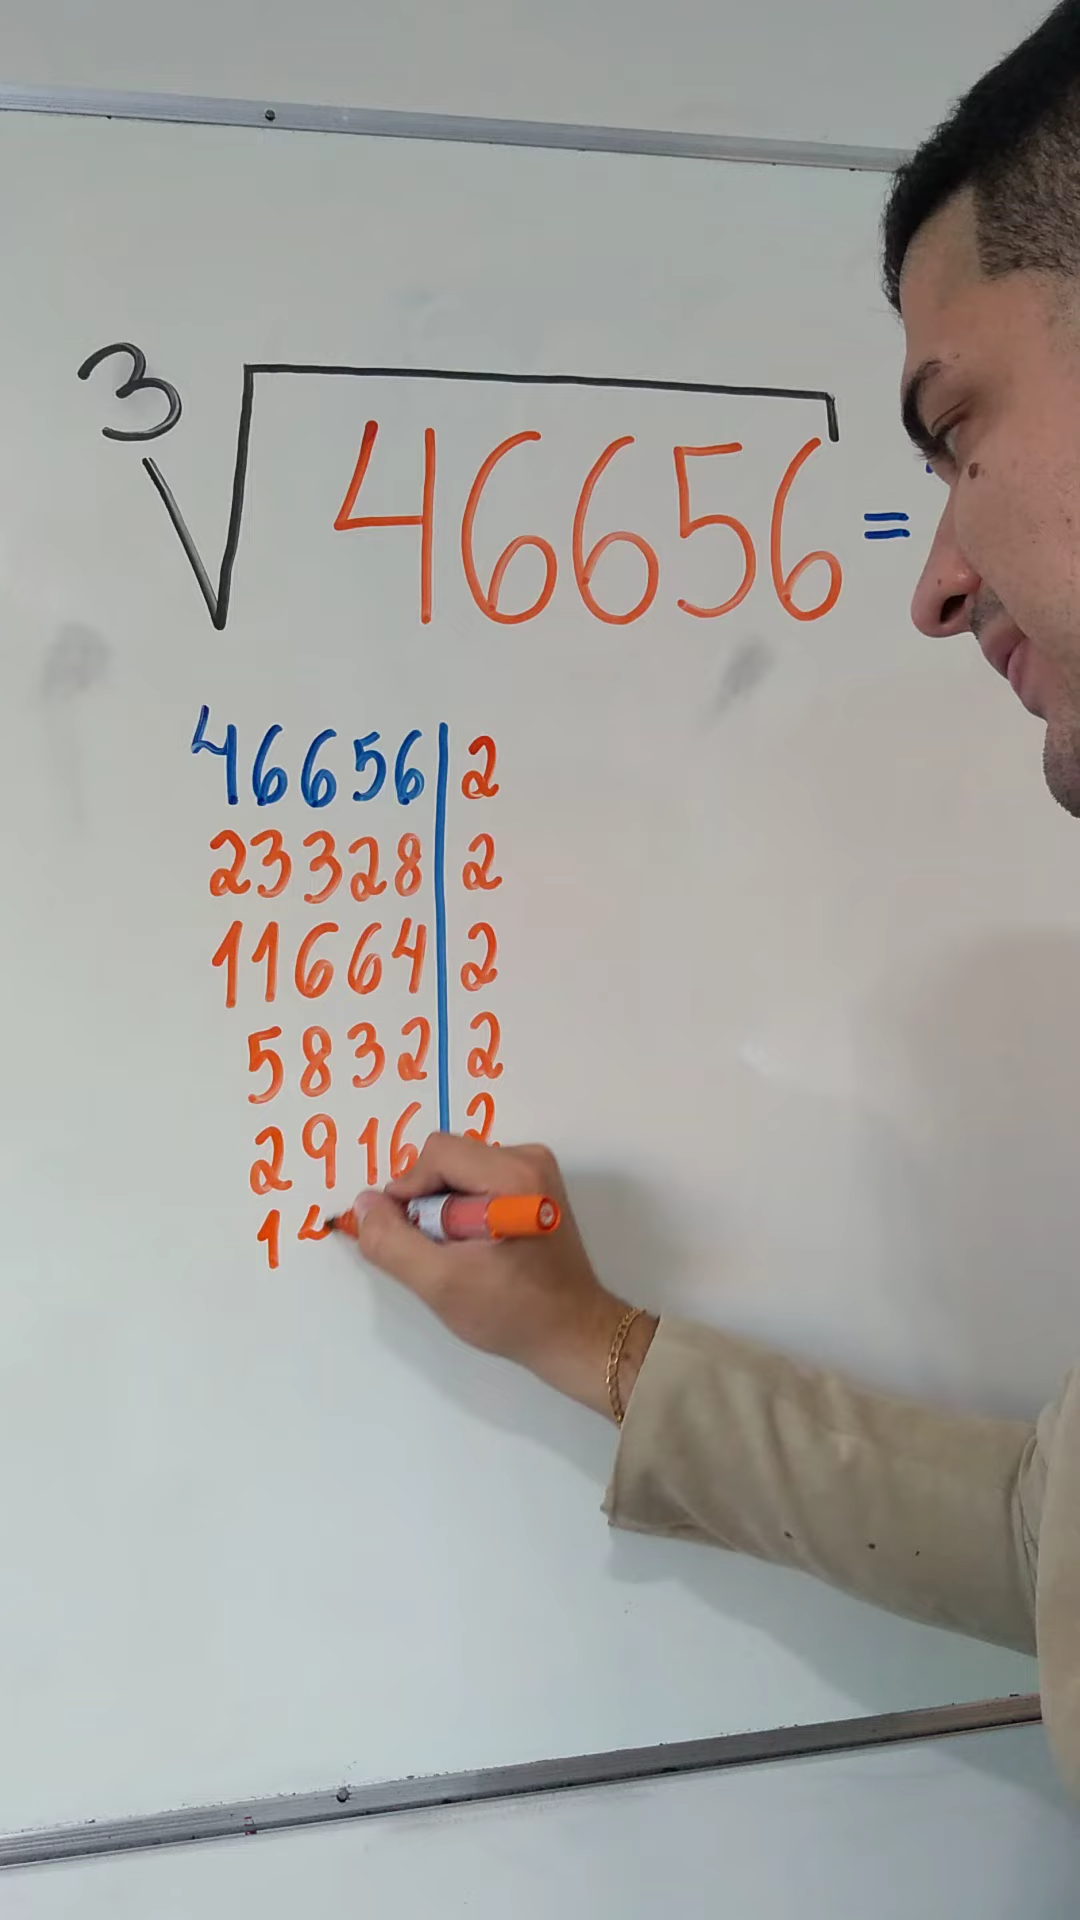 3√46656 =
46656 | 2
23328 | 2
11664 | 2
5832 | 2
2916 | 2
14